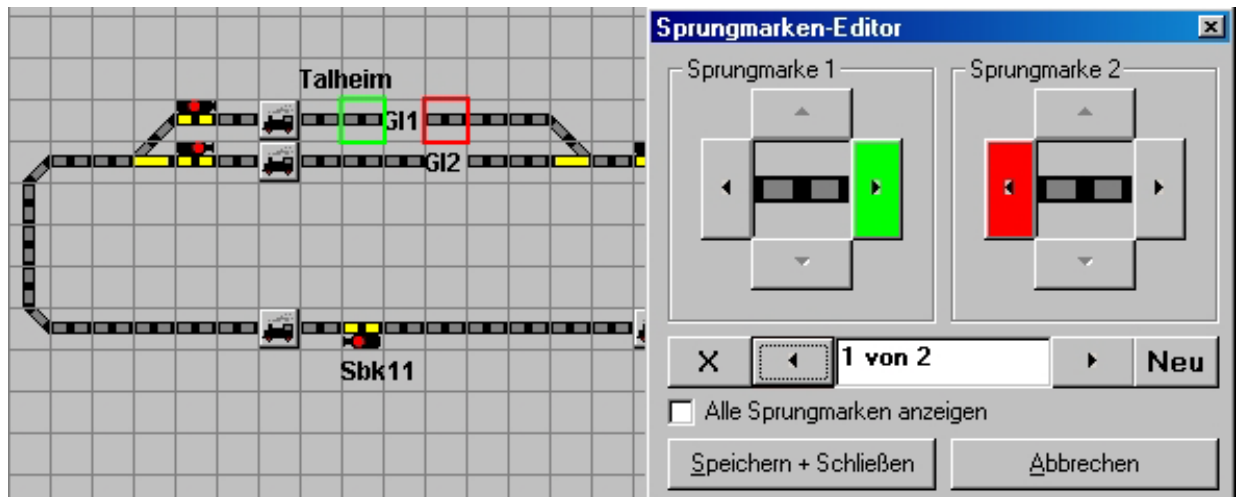 Talheim
Gl1
Gl2
Sbk11
Sprungmarken-Editor
Sprungmarke 1
Sprungmarke 2
X
1 von 2
Neu
Alle Sprungmarken anzeigen
Speichern + Schließen
Abbrechen